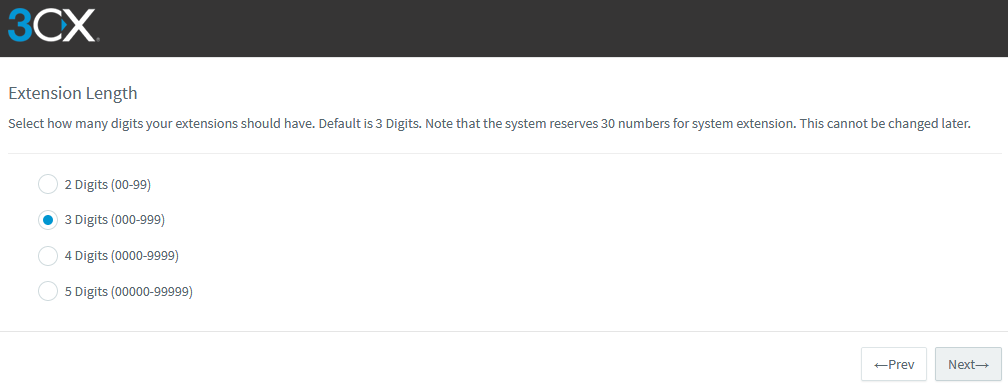 3CX
Extension Length
Select how many digits your extensions should have. Default is 3 Digits. Note that the system reserves 30 numbers for system extension. This cannot be changed later.
2 Digits (00-99)
3 Digits (000-999)
4 Digits (0000-9999)
5 Digits (00000-99999)
←Prev Next→